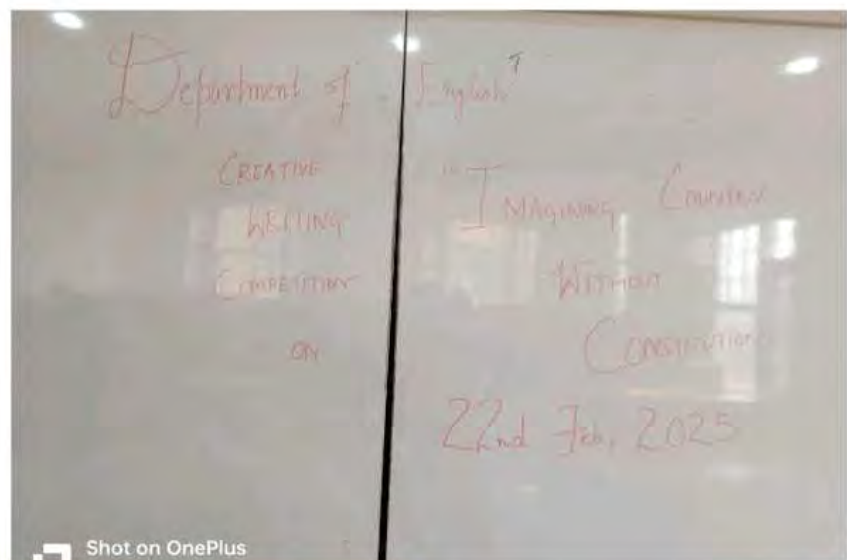 Department of English
CREATIVE
WRITING
COMPETITION
ON
"IMAGINING COUNTRY
WITHOUT
CONSTITUTION
22nd Feb, 2025
Shot on OnePlus